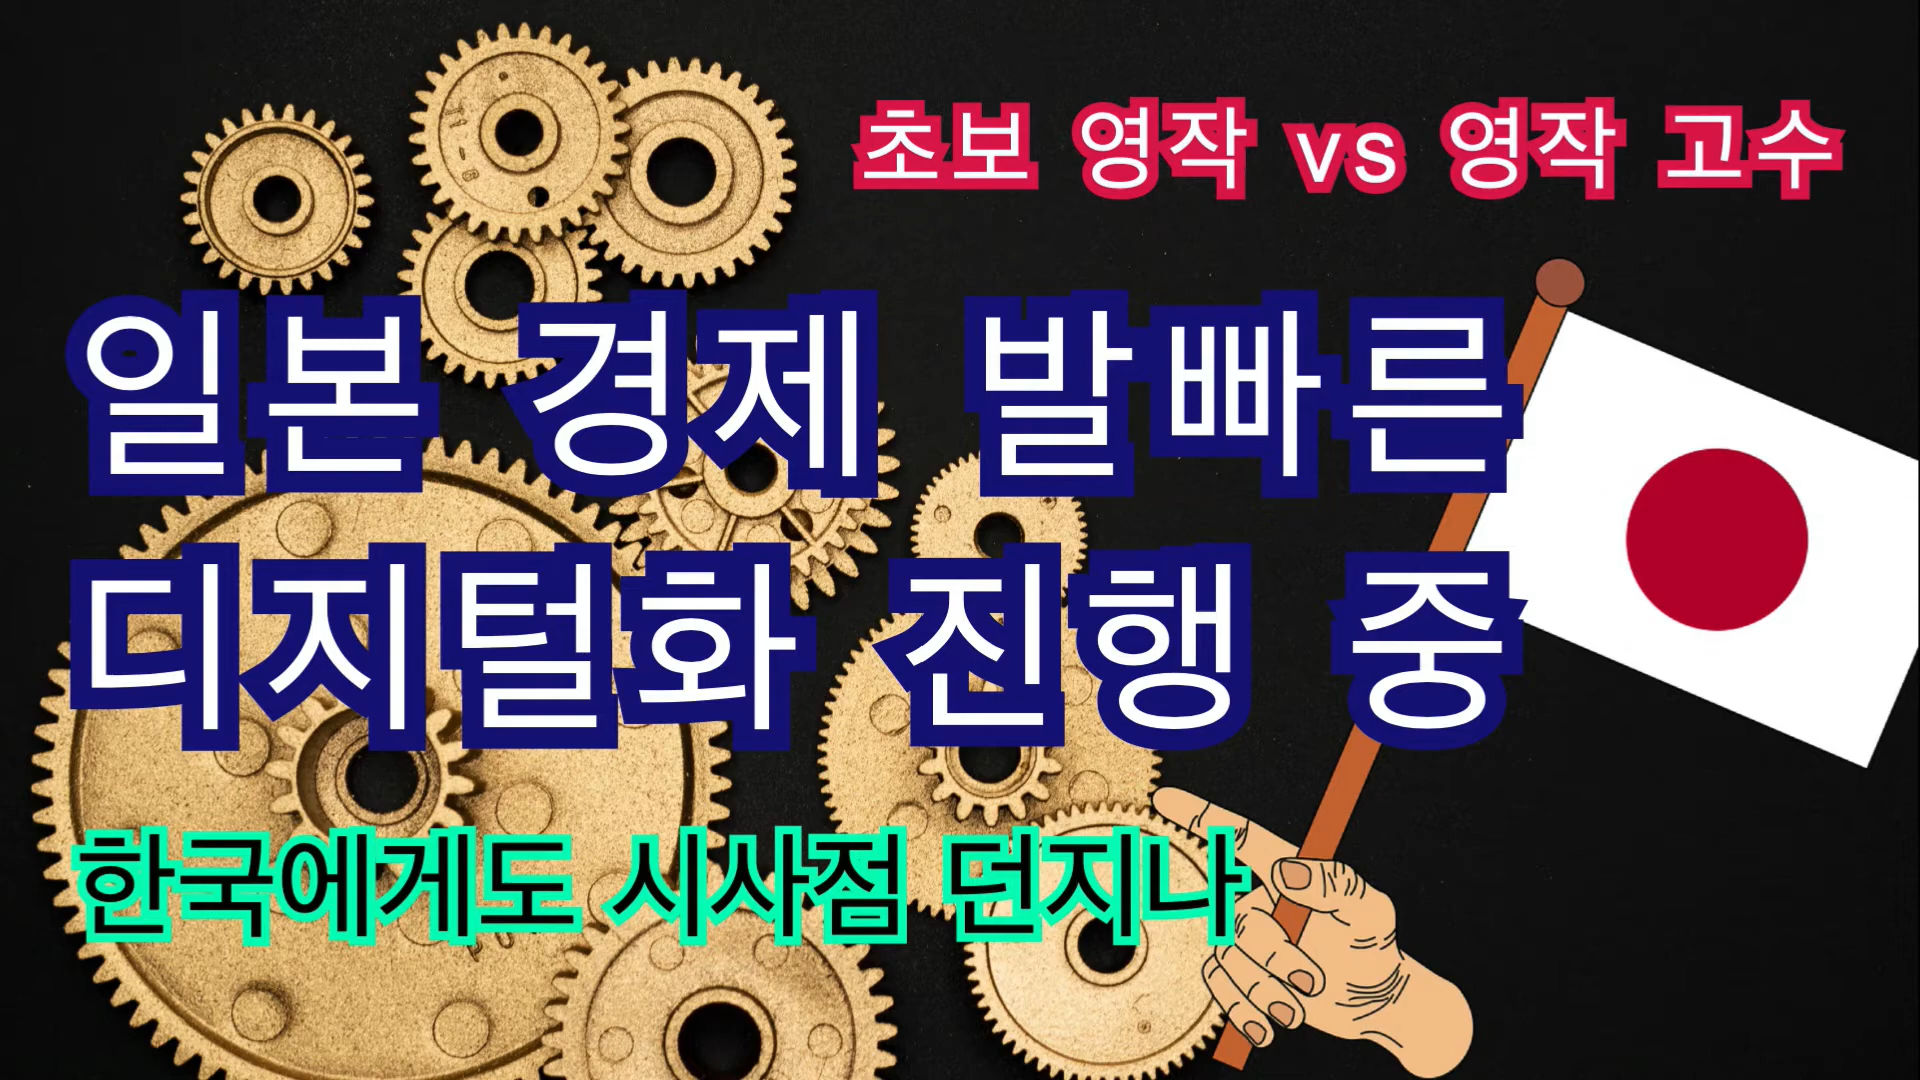 초보 영작 vs 영작 고수
일본 경제 발빠른
디지털화 진행 중
한국에게도 시사점 던지나